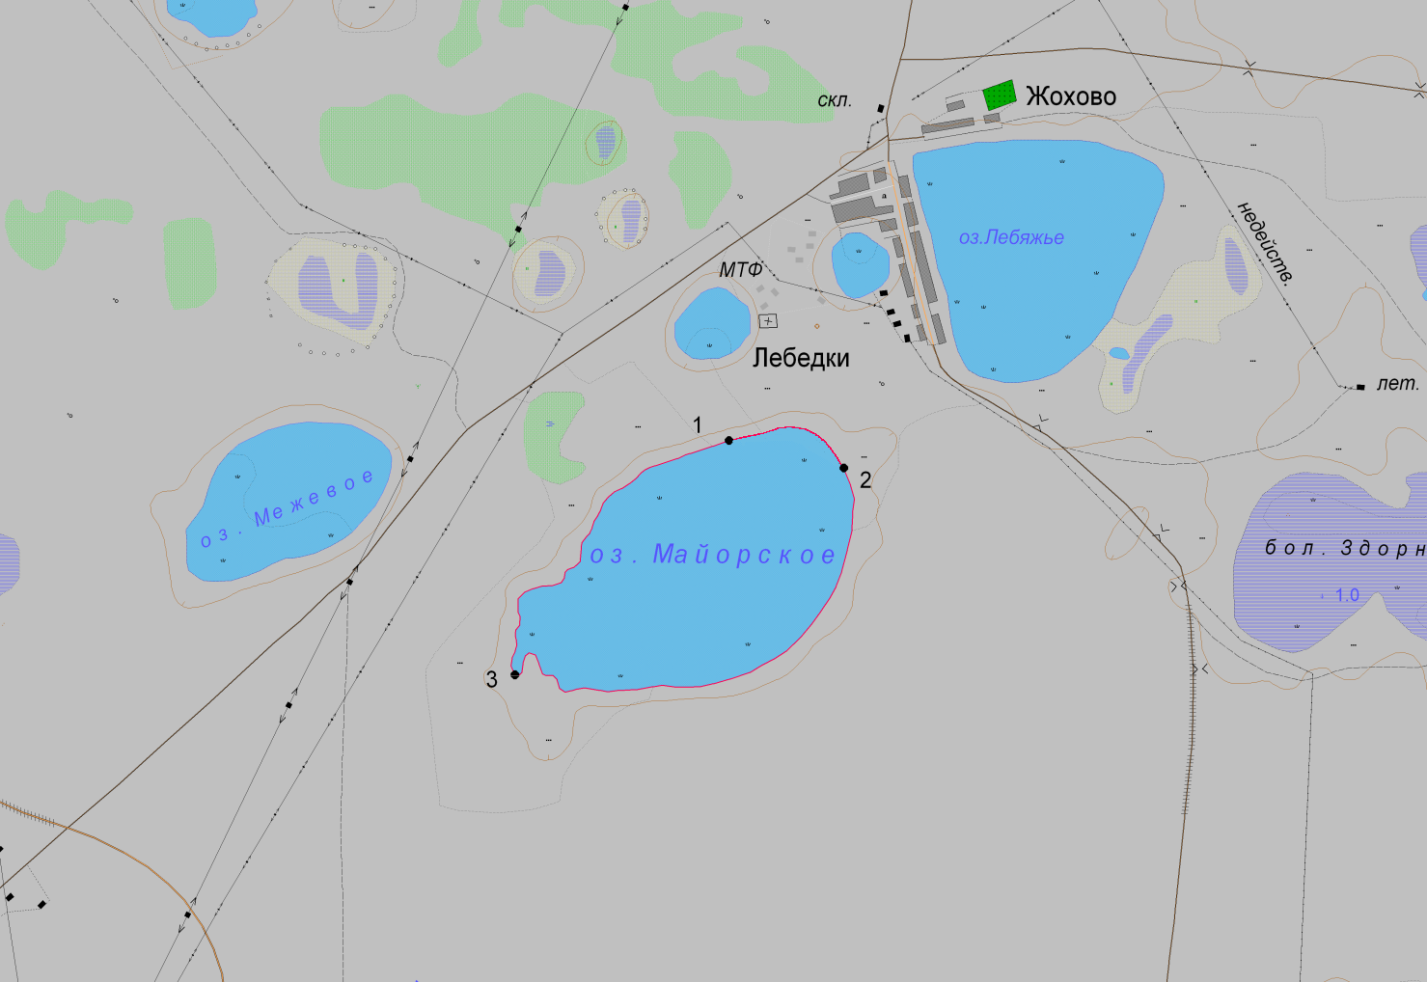 скл.
Жохово
недейств.
оз.Лебяжье
МТФ
Лебедки
лет.
1
2
оз. Межевое
оз. Майорское
бол. Здорн
1.0
3